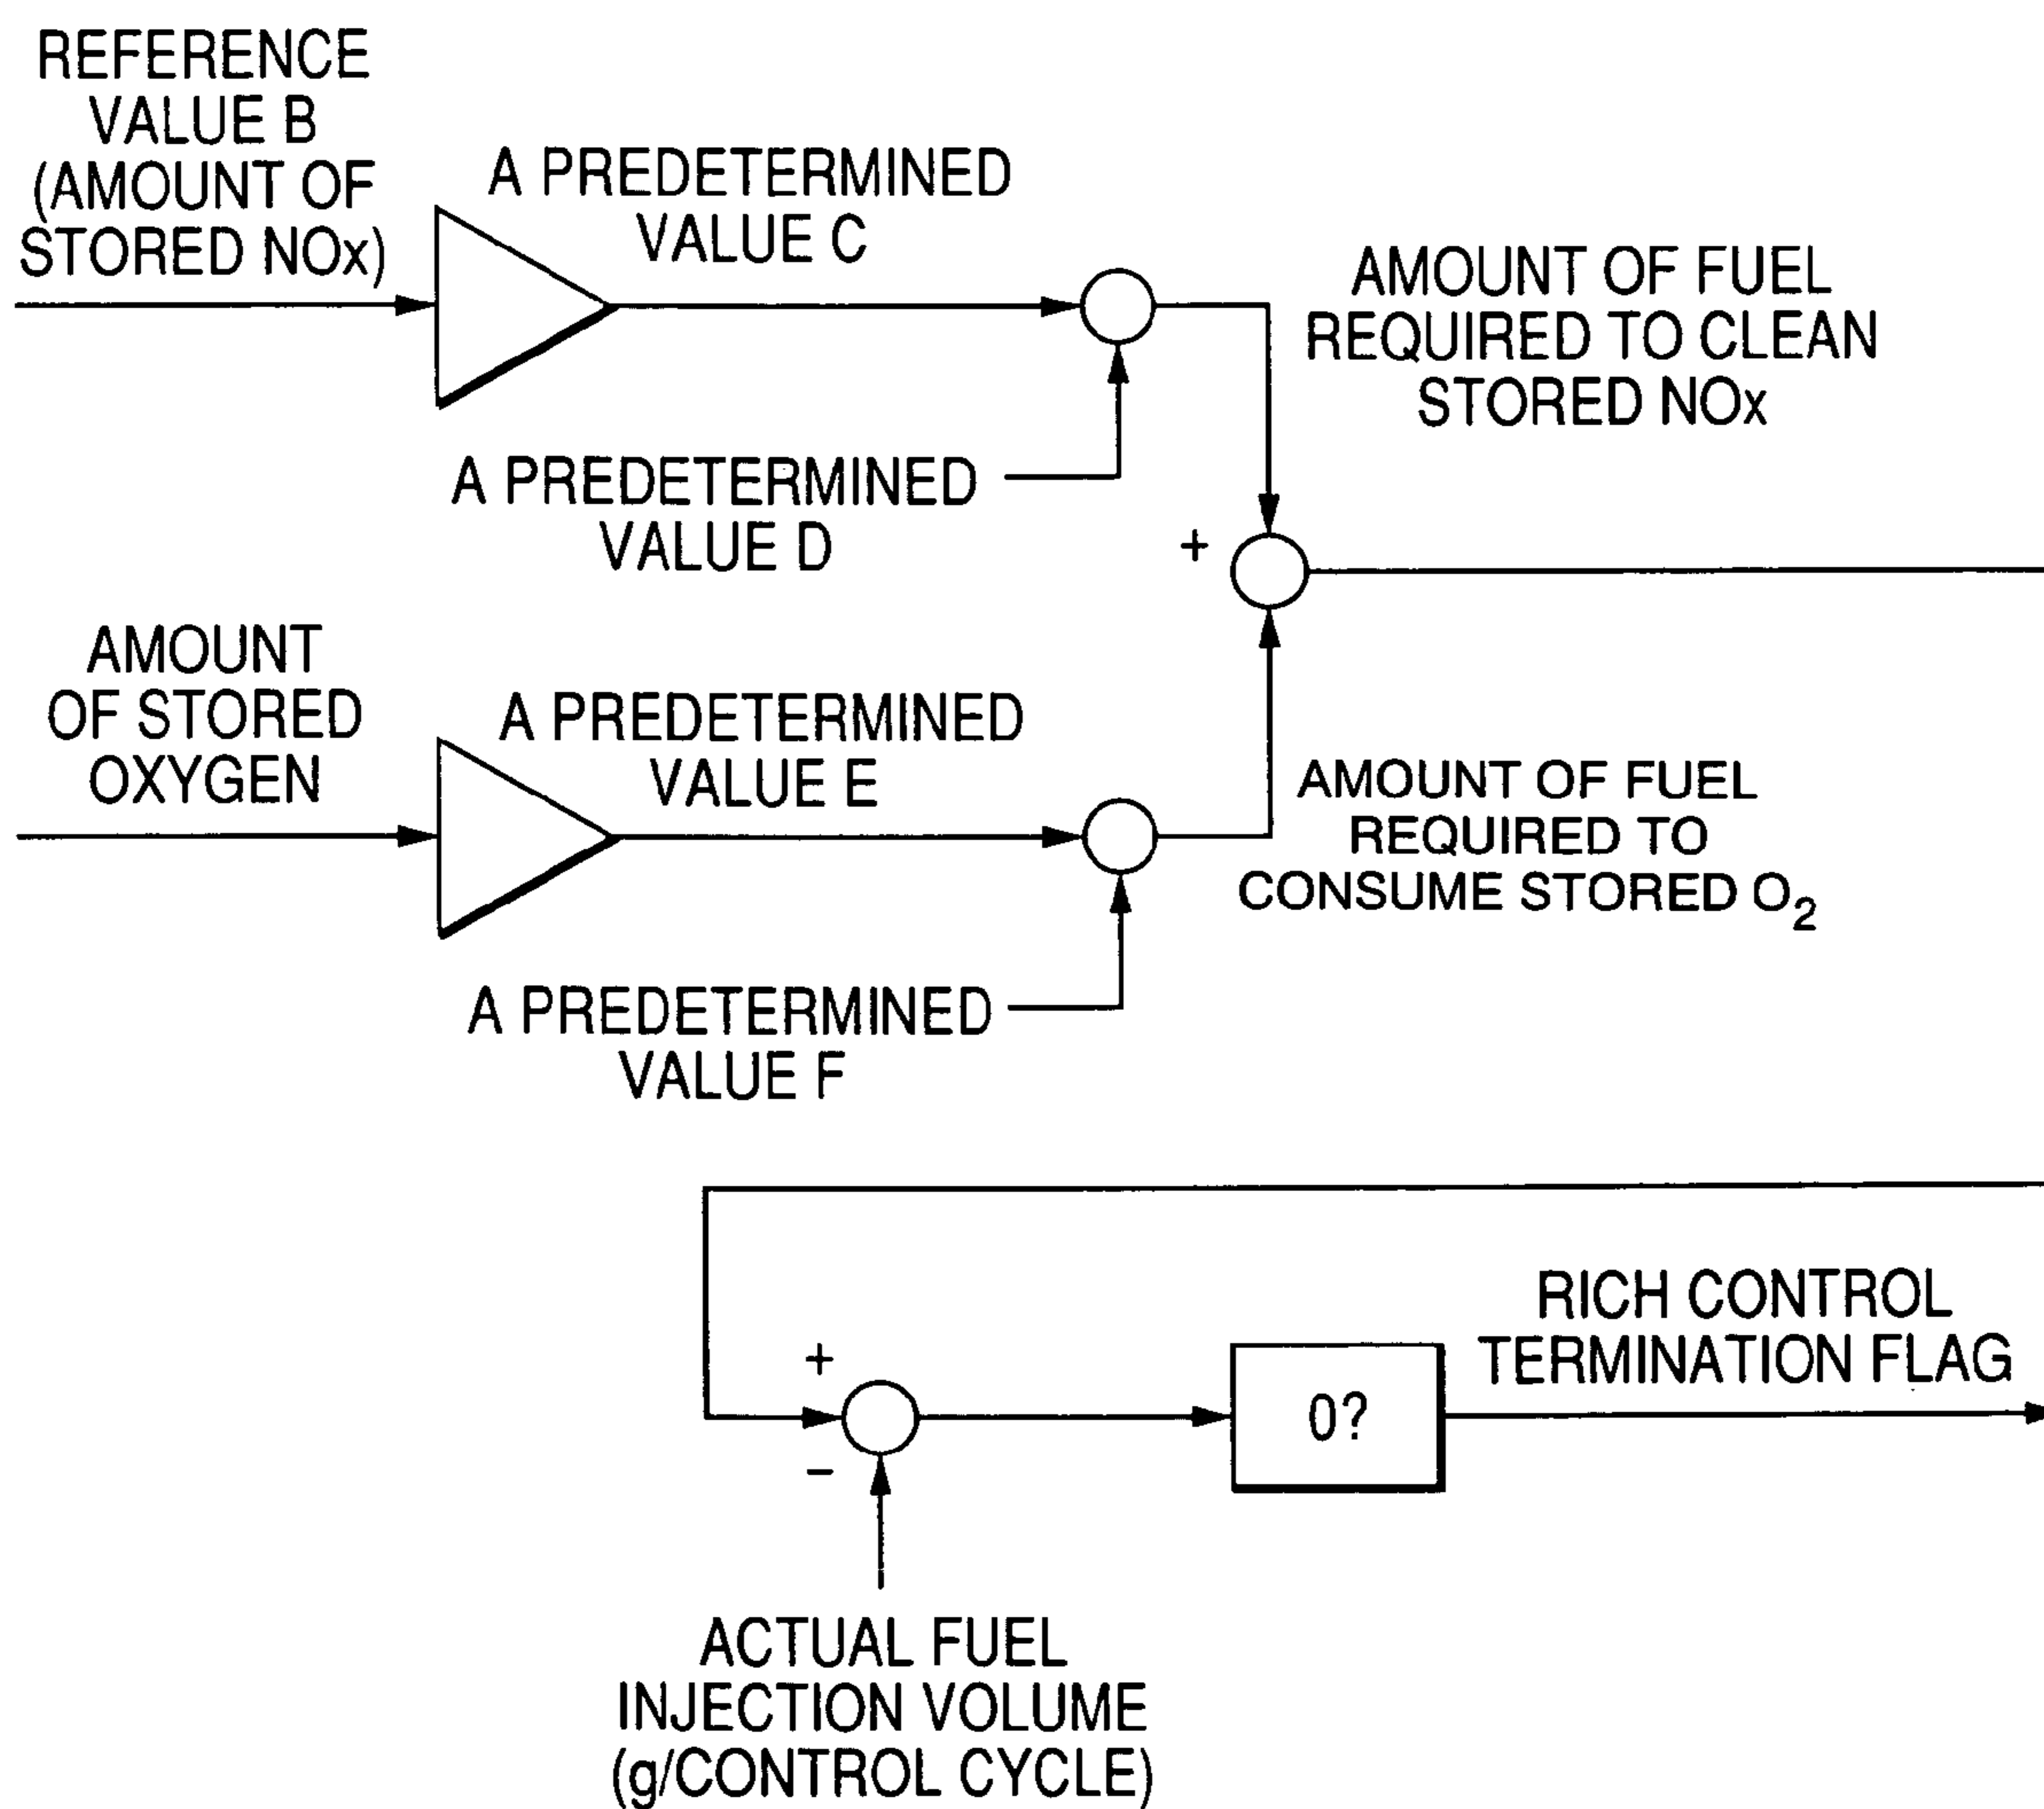 REFERENCE
VALUE B
(AMOUNT OF
STORED NOx)
A PREDETERMINED
VALUE C
A PREDETERMINED
VALUE D
AMOUNT OF FUEL
REQUIRED TO CLEAN
STORED NOx
+
AMOUNT
OF STORED
OXYGEN
A PREDETERMINED
VALUE E
A PREDETERMINED
VALUE F
AMOUNT OF FUEL
REQUIRED TO
CONSUME STORED O2
+
−
0?
RICH CONTROL
TERMINATION FLAG
ACTUAL FUEL
INJECTION VOLUME
(g/CONTROL CYCLE)